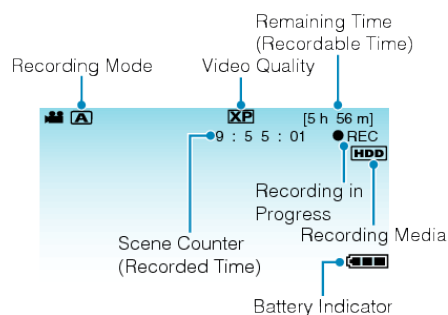 Remaining Time
(Recordable Time)
Recording Mode
Video Quality
A
XP
[5 h 56 m]
9 : 5 5 : 01
REC
HDD
Recording in
Progress
Recording Media
Scene Counter
(Recorded Time)
Battery Indicator